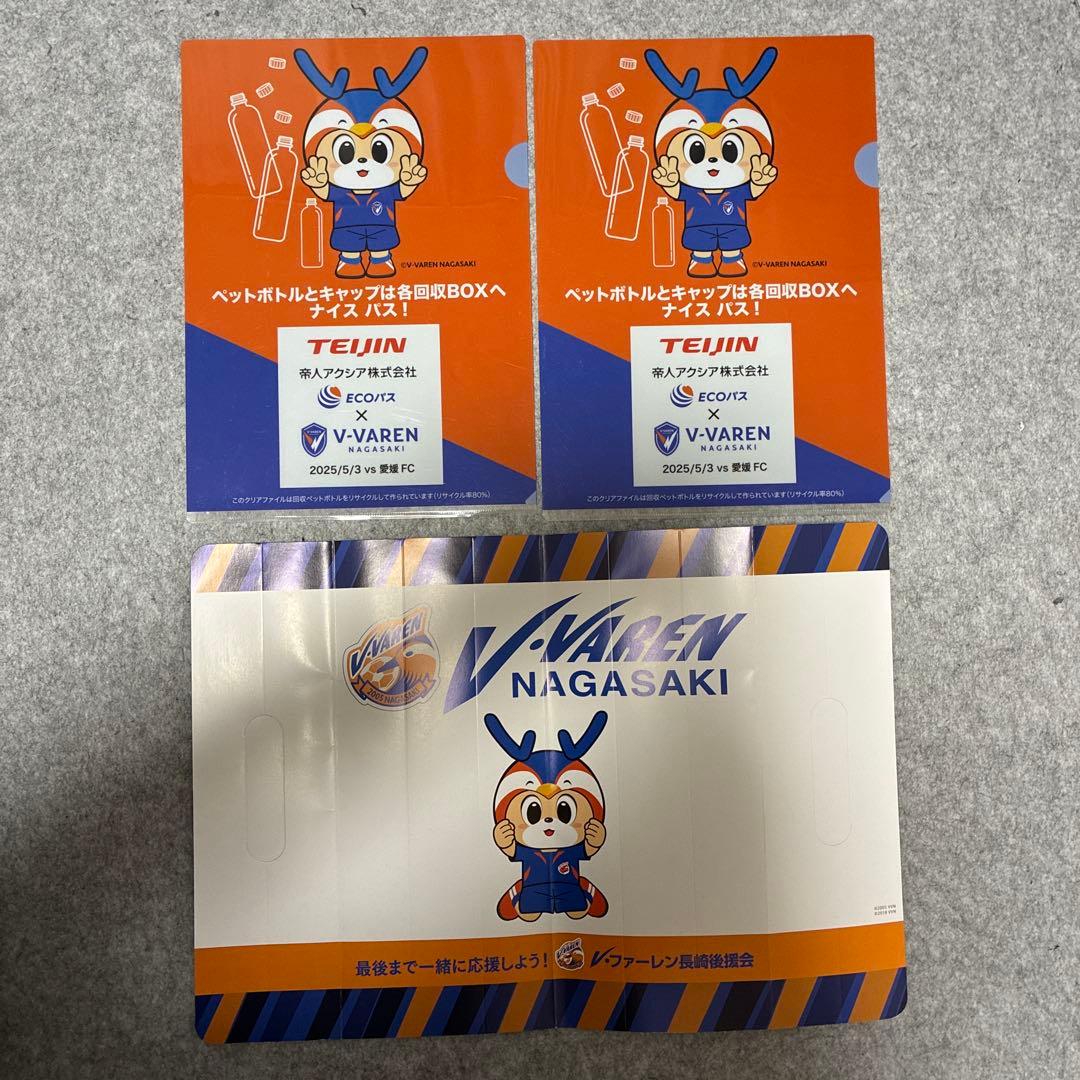 ©V-VAREN NAGASAKI
ペットボトルとキャップは各回収BOXへ
ナイス パス！
TEIJIN
帝人アクシア株式会社
ECOパス
×
V-VAREN
NAGASAKI
2025/5/3 vs 愛媛 FC
このクリアファイルは回収ペットボトルをリサイクルして作られています(リサイクル率80%)
©V-VAREN NAGASAKI
ペットボトルとキャップは各回収BOXへ
ナイス パス！
TEIJIN
帝人アクシア株式会社
ECOパス
×
V-VAREN
NAGASAKI
2025/5/3 vs 愛媛 FC
このクリアファイルは回収ペットボトルをリサイクルして作られています(リサイクル率80%)
V·VAREN
2005 NAGASAKI
V·VAREN
NAGASAKI
©2005 VVN
©2018 VVN
最後まで一緒に応援しよう！ V·ファーレン長崎後援会